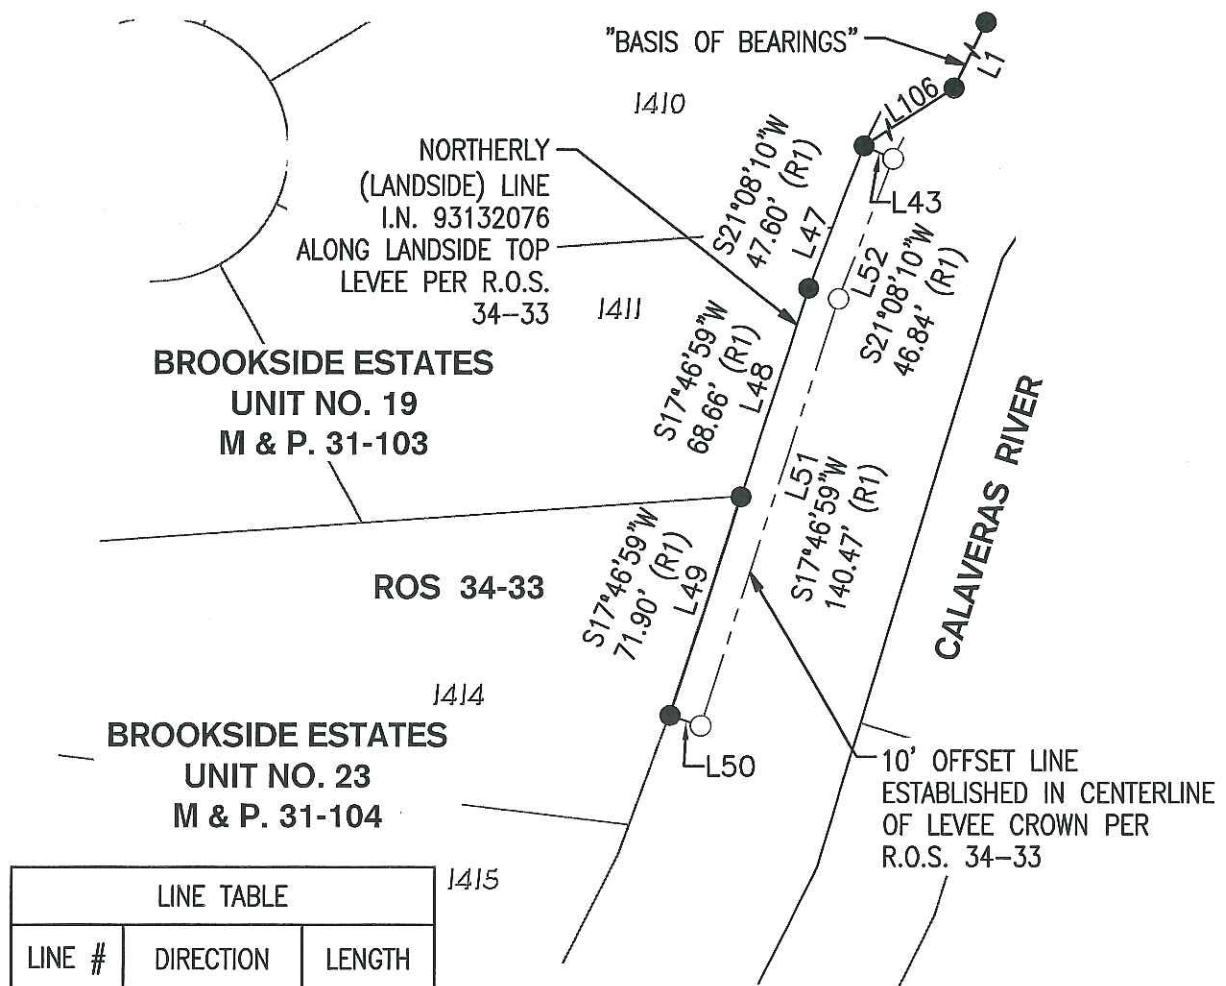 "BASIS OF BEARINGS"
L1
L106
1410
NORTHERLY
(LANDSIDE) LINE
I.N. 93132076
ALONG LANDSIDE TOP
LEVEE PER R.O.S.
34-33
S21°08'10"W
47.60' (R1)
L47
L43
L52
S21°08'10"W
46.84' (R1)
1411
S17°46'59"W
68.66' (R1)
L48
BROOKSIDE ESTATES
UNIT NO. 19
M & P. 31-103
L51
S17°46'59"W
140.47' (R1)
CALAVERAS RIVER
ROS 34-33
S17°46'59"W
71.90' (R1)
L49
1414
BROOKSIDE ESTATES
UNIT NO. 23
M & P. 31-104
L50
10' OFFSET LINE
ESTABLISHED IN CENTERLINE
OF LEVEE CROWN PER
R.O.S. 34-33
1415
LINE TABLE
LINE # DIRECTION LENGTH